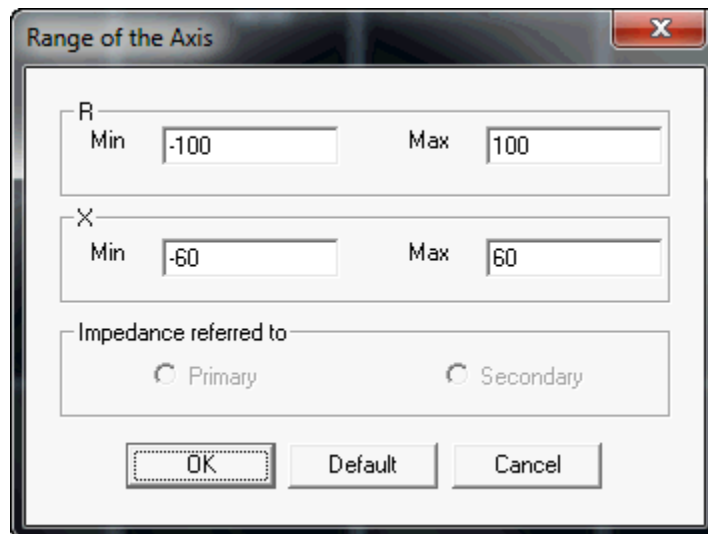 Range of the Axis
R
Min -100 Max 100
X
Min -60 Max 60
Impedance referred to
Primary Secondary
OK Default Cancel